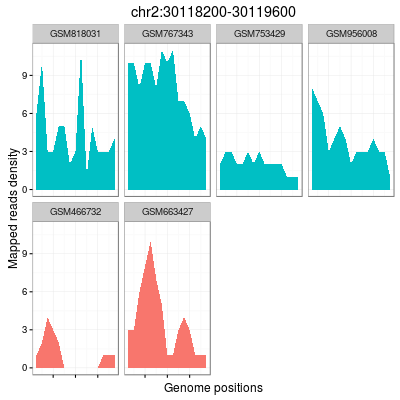 chr2:30118200-30119600
GSM818031 GSM767343 GSM753429 GSM956008
9
6
3
0
GSM466732 GSM663427
9
6
3
0
Mapped reads density
Genome positions